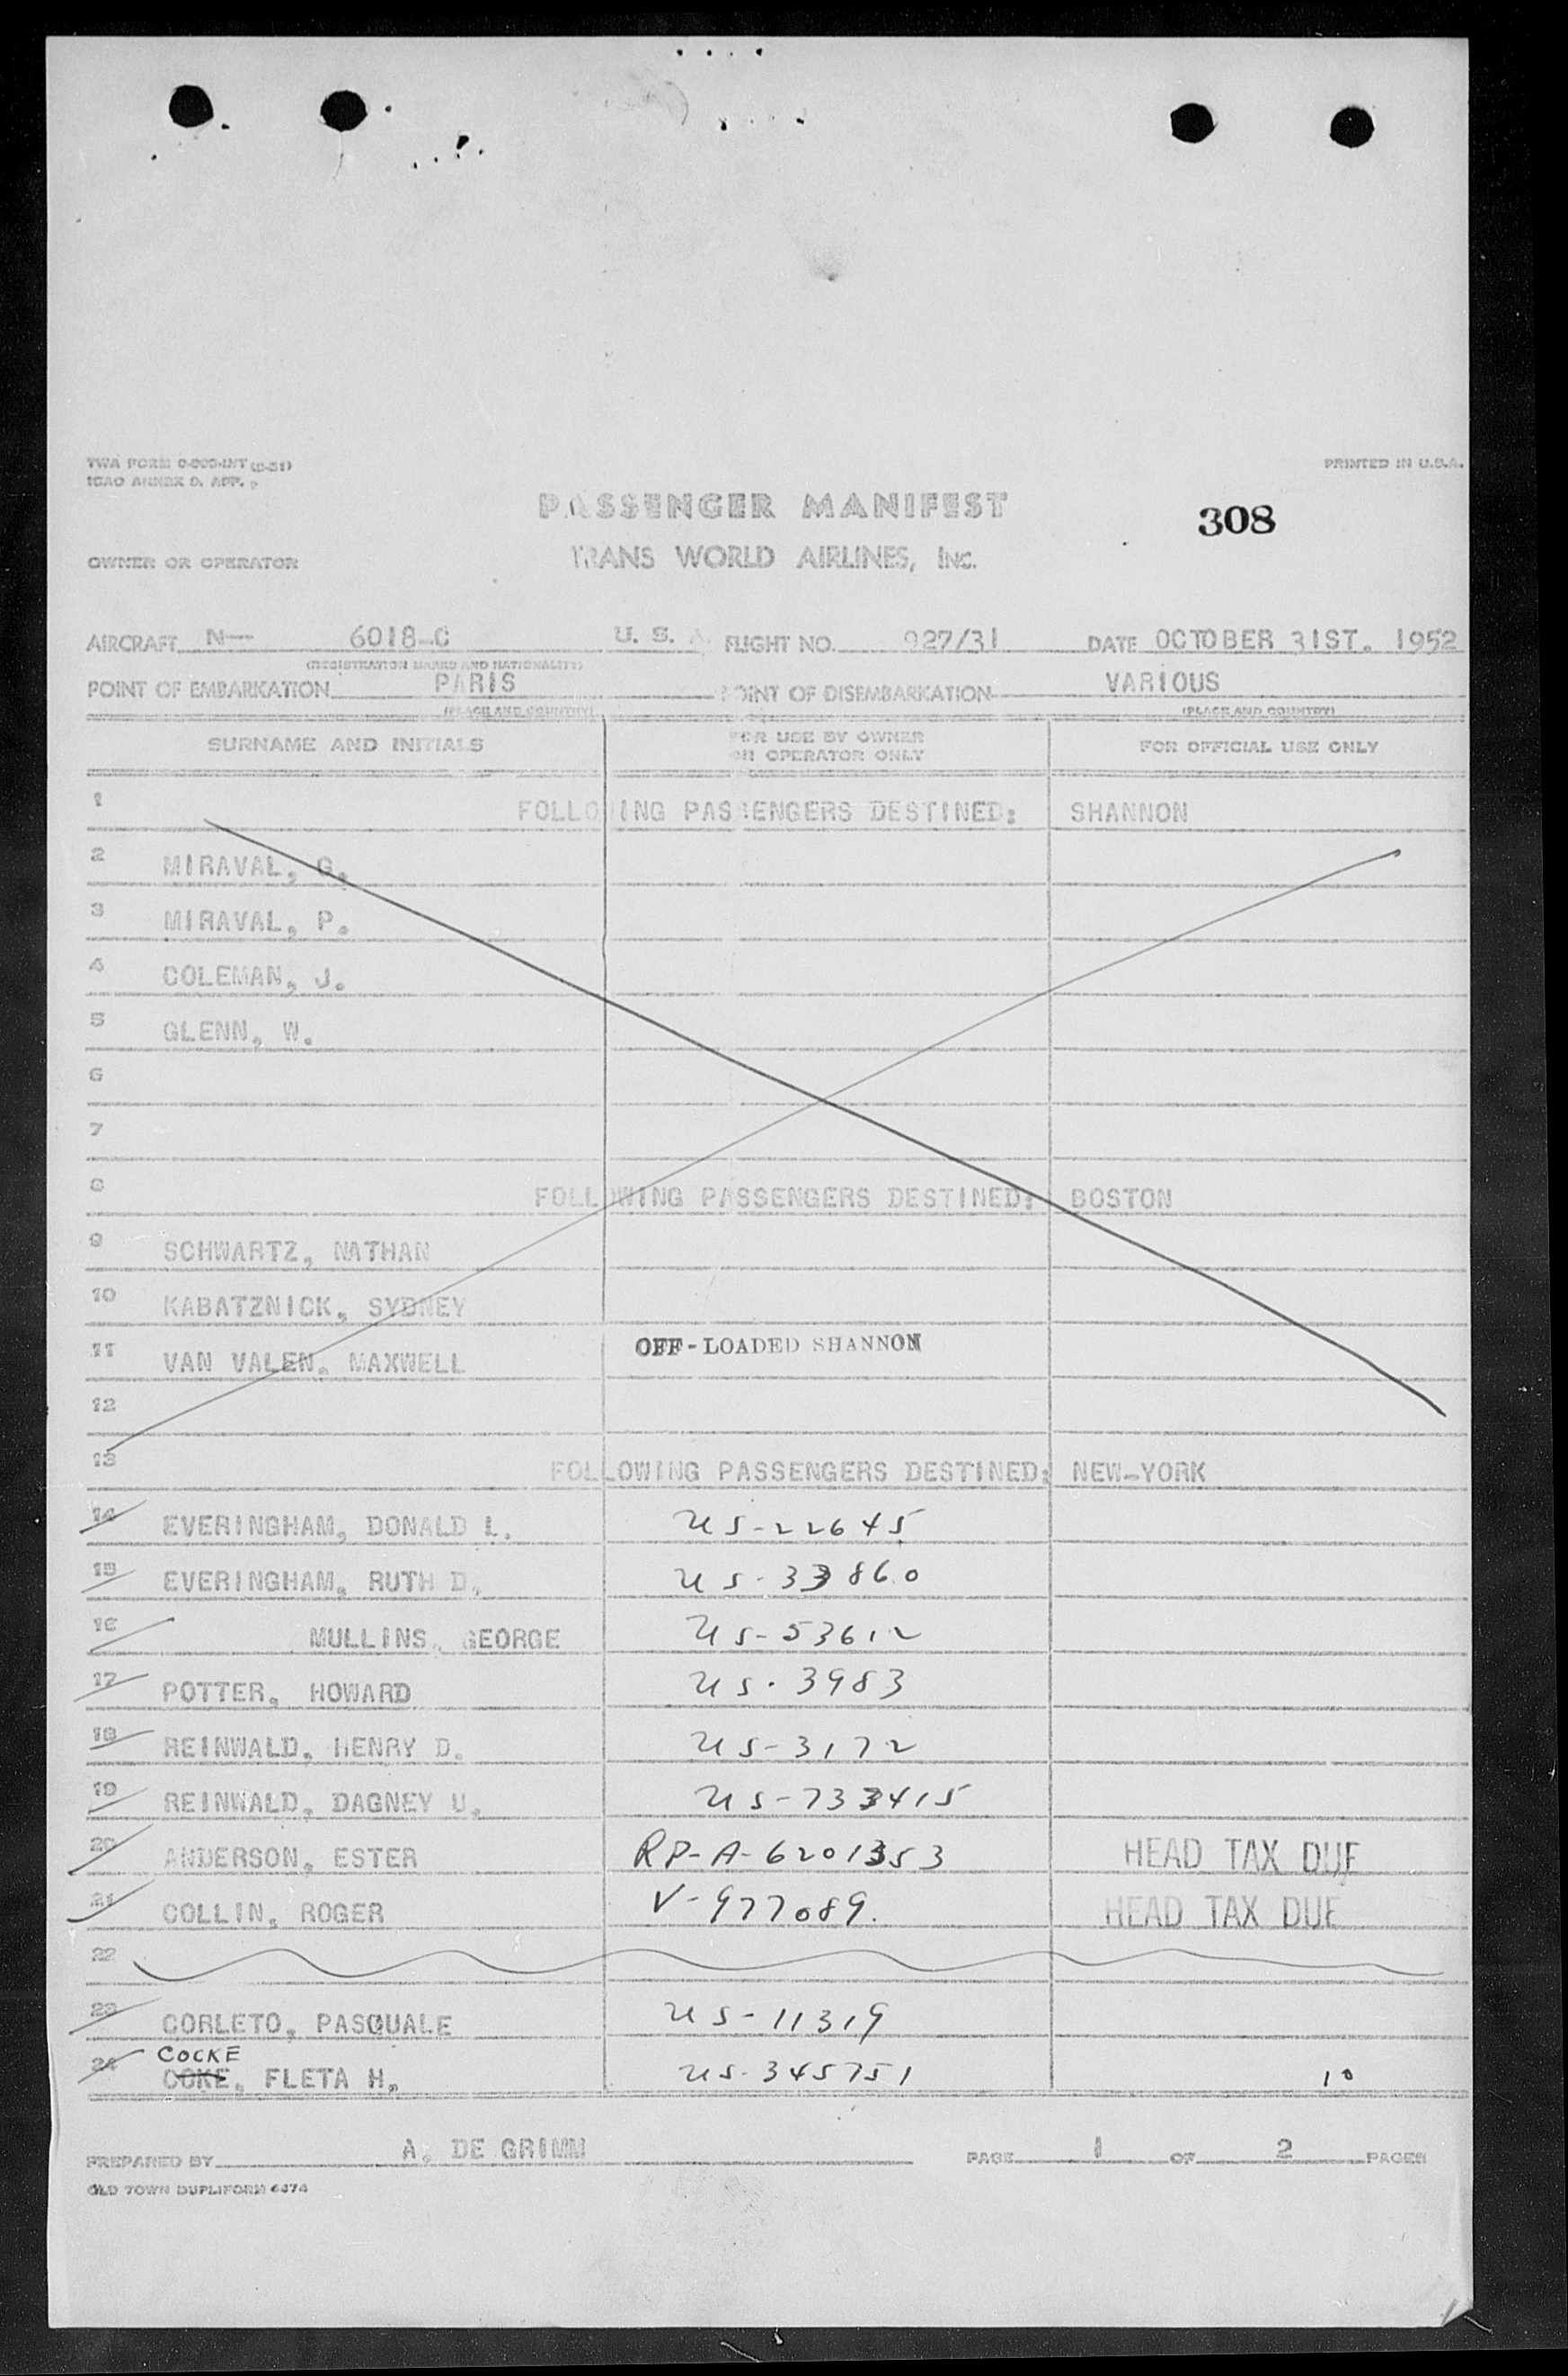 TWA FORM
ICAO ANNEX 9. APP.
PRINTED IN U.S.A.
PASSENGER MANIFEST
308
OWNER OR OPERATOR TRANS WORLD AIRLINES, INC.
AIRCRAFT N— 6018-C U. S. A FLIGHT NO. 927/31 DATE OCTOBER 31ST. 1952
(REGISTRATION MARKS AND NATIONALITY)
POINT OF EMBARKATION PARIS POINT OF DISEMBARKATION VARIOUS
(PLACE AND COUNTRY) (PLACE AND COUNTRY)
SURNAME AND INITIALS FOR USE BY OWNER OR OPERATOR ONLY FOR OFFICIAL USE ONLY
1 FOLLOWING PASSENGERS DESTINED: SHANNON
2 MIRAVAL, G.
3 MIRAVAL, P.
4 COLEMAN, J.
5 GLENN, W.
6
7
8 FOLLOWING PASSENGERS DESTINED: BOSTON
9 SCHWARTZ, NATHAN
10 KABATZNICK, SYDNEY
11 VAN VALEN, MAXWELL OFF-LOADED SHANNON
12
13 FOLLOWING PASSENGERS DESTINED: NEW-YORK
14 EVERINGHAM, DONALD L. US-22645
15 EVERINGHAM, RUTH D. US-33860
16 MULLINS, GEORGE US-53612
17 POTTER, HOWARD US-3983
18 REINWALD, HENRY D. US-3172
19 REINWALD, DAGNEY U. US-733415
20 ANDERSON, ESTER RP-A-6201353 HEAD TAX DUE
21 COLLIN, ROGER V-977089. HEAD TAX DUE
22
23 CORLETO, PASQUALE US-11319
COCKE
24 COKE, FLETA H. US-345751 10
PREPARED BY A. DE GRIMM PAGE 1 OF 2 PAGES
OLD TOWN DUPLIFORM 6474